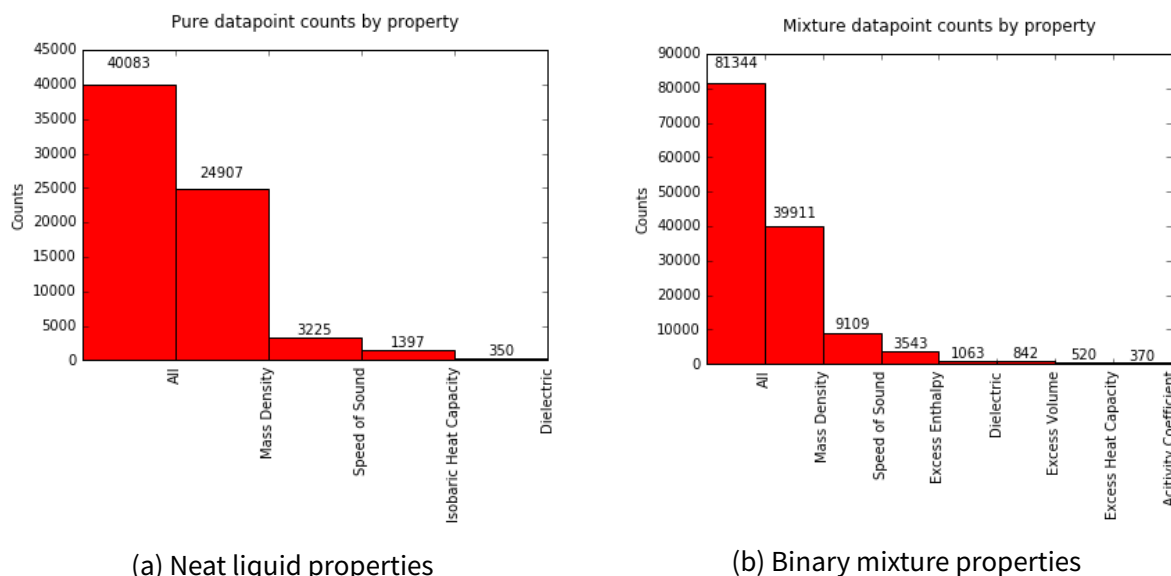 Pure datapoint counts by property
45000
40000
35000
30000
25000
20000
15000
10000
5000
0
Counts
40083
24907
3225
1397
350
All
Mass Density
Speed of Sound
Isobaric Heat Capacity
Dielectric
(a) Neat liquid properties
Mixture datapoint counts by property
90000
80000
70000
60000
50000
40000
30000
20000
10000
0
Counts
81344
39911
9109
3543
1063
842
520
370
All
Mass Density
Speed of Sound
Excess Enthalpy
Dielectric
Excess Volume
Excess Heat Capacity
Acitivity Coefficient
(b) Binary mixture properties